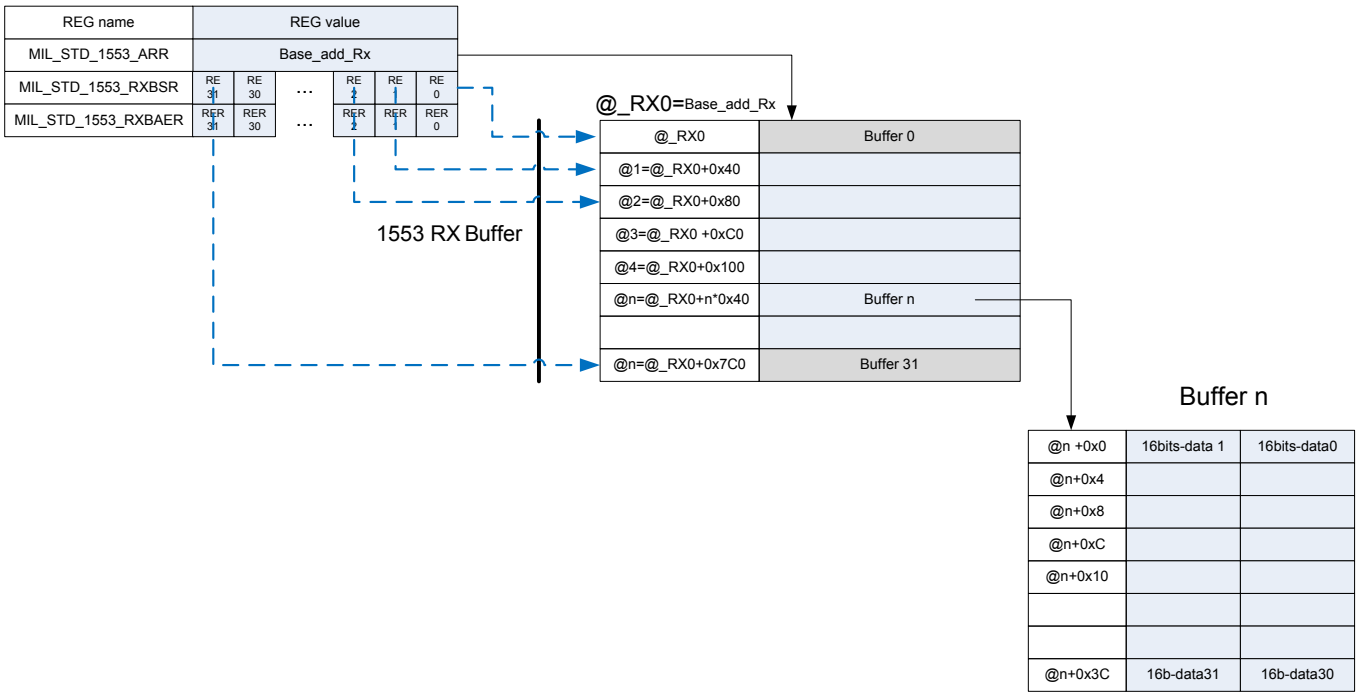 REG name REG value
MIL_STD_1553_ARR Base_add_Rx
MIL_STD_1553_RXBSR RE 31 RE 30 ... RE 2 RE 1 RE 0
MIL_STD_1553_RXBAER RER 31 RER 30 ... RER 2 RER 1 RER 0
@_RX0=Base_add_Rx
@_RX0 Buffer 0
@1=@_RX0+0x40
@2=@_RX0+0x80
@3=@_RX0 +0xC0
@4=@_RX0+0x100
@n=@_RX0+n*0x40 Buffer n
@n=@_RX0+0x7C0 Buffer 31
1553 RX Buffer
Buffer n
@n +0x0 16bits-data 1 16bits-data0
@n+0x4
@n+0x8
@n+0xC
@n+0x10
@n+0x3C 16b-data31 16b-data30